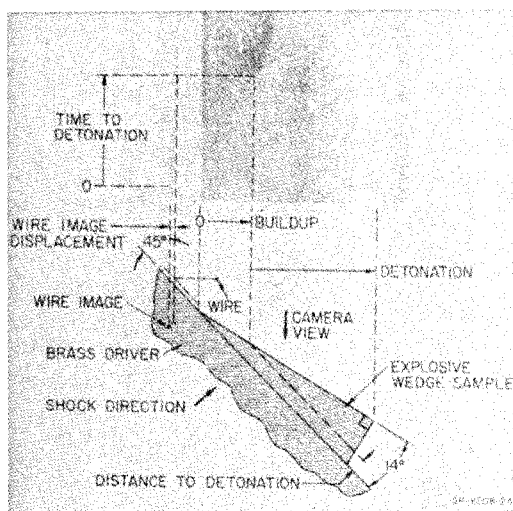 TIME TO
DETONATION
0
WIRE IMAGE
DISPLACEMENT
45°
0
BUILDUP
DETONATION
WIRE
WIRE IMAGE
CAMERA
VIEW
BRASS DRIVER
EXPLOSIVE
WEDGE SAMPLE
SHOCK DIRECTION
14°
DISTANCE TO DETONATION